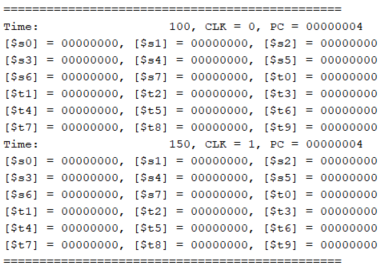 ==============================================
Time:                 100, CLK = 0, PC = 00000004
[$s0] = 00000000, [$s1] = 00000000, [$s2] = 00000000
[$s3] = 00000000, [$s4] = 00000000, [$s5] = 00000000
[$s6] = 00000000, [$s7] = 00000000, [$t0] = 00000000
[$t1] = 00000000, [$t2] = 00000000, [$t3] = 00000000
[$t4] = 00000000, [$t5] = 00000000, [$t6] = 00000000
[$t7] = 00000000, [$t8] = 00000000, [$t9] = 00000000
Time:                 150, CLK = 1, PC = 00000004
[$s0] = 00000000, [$s1] = 00000000, [$s2] = 00000000
[$s3] = 00000000, [$s4] = 00000000, [$s5] = 00000000
[$s6] = 00000000, [$s7] = 00000000, [$t0] = 00000000
[$t1] = 00000000, [$t2] = 00000000, [$t3] = 00000000
[$t4] = 00000000, [$t5] = 00000000, [$t6] = 00000000
[$t7] = 00000000, [$t8] = 00000000, [$t9] = 00000000
==============================================